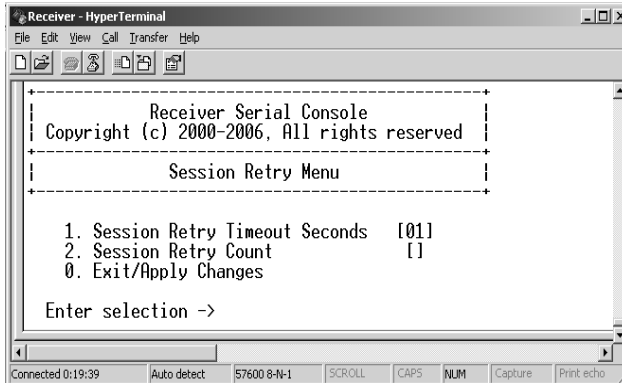 Receiver - HyperTerminal
File Edit View Call Transfer Help
Receiver Serial Console
Copyright (c) 2000-2006, All rights reserved
Session Retry Menu
1. Session Retry Timeout Seconds [01]
2. Session Retry Count []
0. Exit/Apply Changes
Enter selection ->
Connected 0:19:39 Auto detect 57600 8-N-1 SCROLL CAPS NUM Capture Print echo